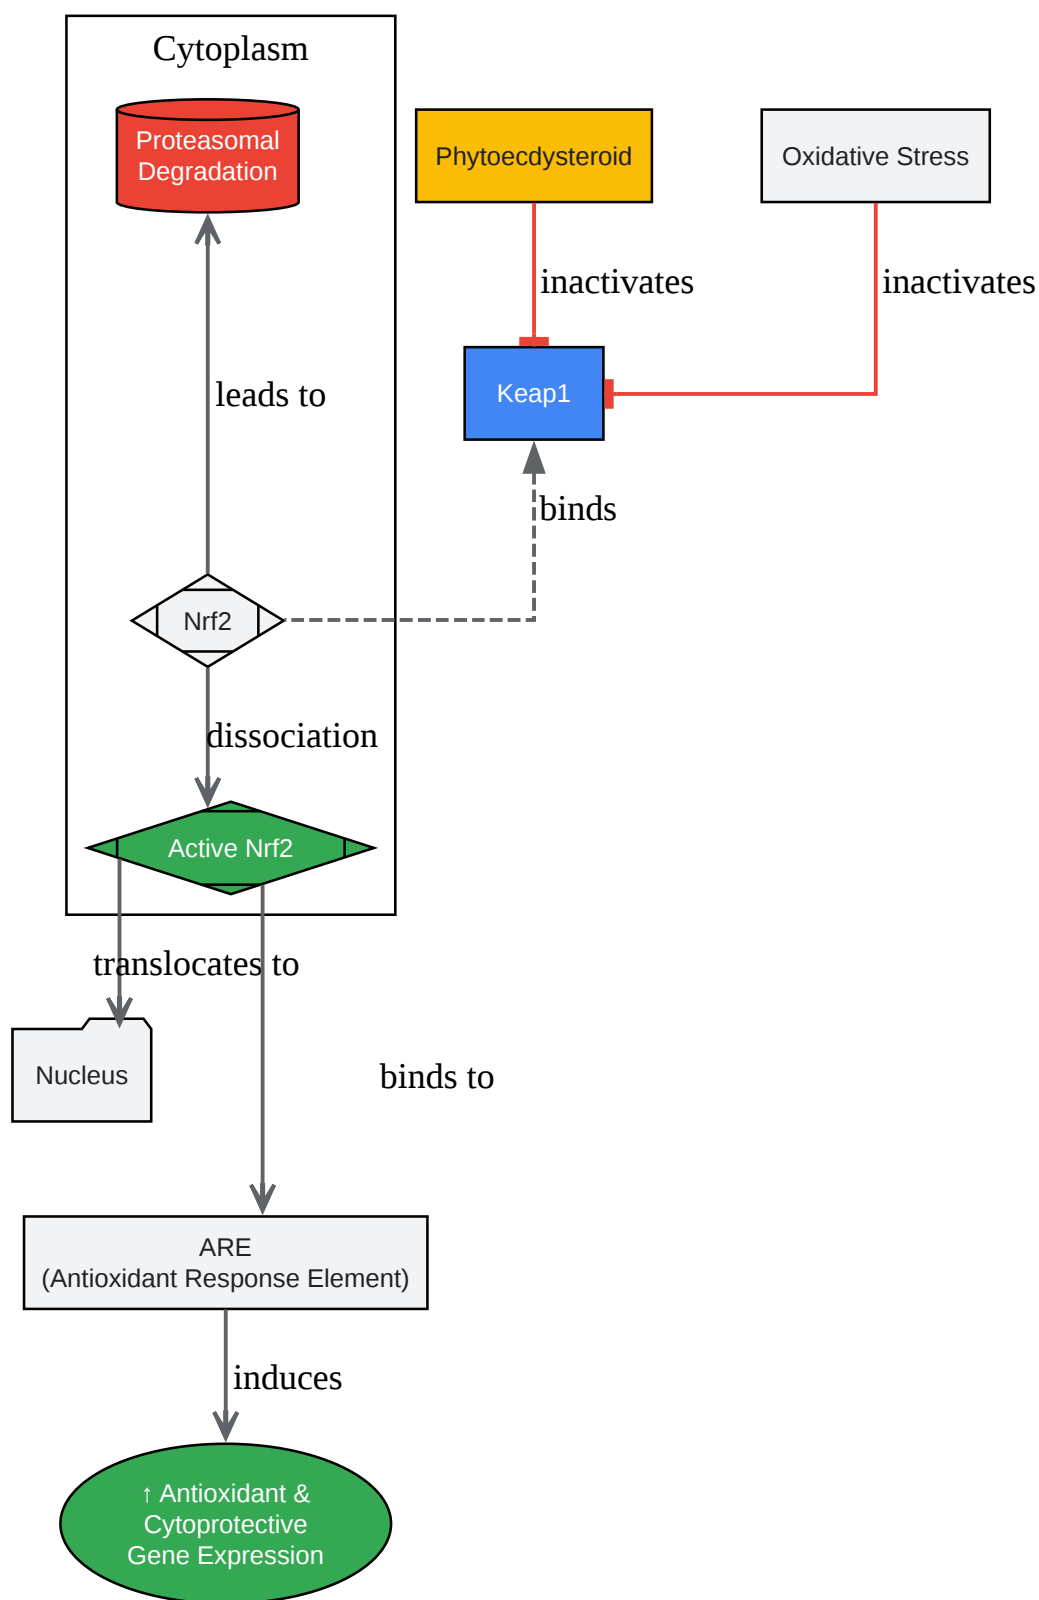 Cytoplasm
Proteasomal
Degradation
Phytoecdysteroid
Oxidative Stress
inactivates
inactivates
leads to
Keap1
binds
Nrf2
dissociation
Active Nrf2
translocates to
Nucleus
binds to
ARE
(Antioxidant Response Element)
induces
↑ Antioxidant &
Cytoprotective
Gene Expression